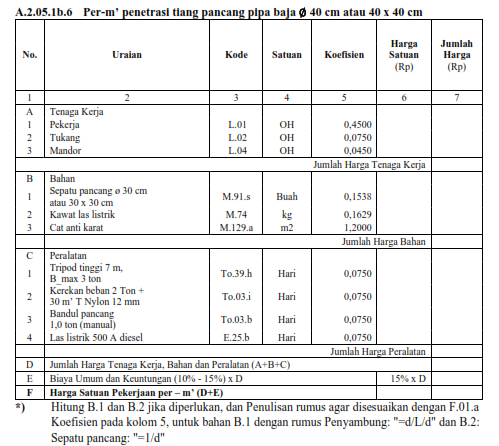 A.2.05.1b.6 Per-m' penetrasi tiang pancang pipa baja Ø 40 cm atau 40 x 40 cm
No. Uraian Kode Satuan Koefisien Harga Satuan (Rp) Jumlah Harga (Rp)
1 2 3 4 5 6 7
A Tenaga Kerja
1 Pekerja L.01 OH 0,4500
2 Tukang L.02 OH 0,0750
3 Mandor L.04 OH 0,0450
Jumlah Harga Tenaga Kerja
B Bahan
1 Sepatu pancang ø 30 cm atau 30 x 30 cm M.91.s Buah 0,1538
2 Kawat las listrik M.74 kg 0,1629
3 Cat anti karat M.129.a m2 1,2000
Jumlah Harga Bahan
C Peralatan
1 Tripod tinggi 7 m, B_max 3 ton To.39.h Hari 0,0750
2 Kerekan beban 2 Ton + 30 m' T Nylon 12 mm To.03.i Hari 0,0750
3 Bandul pancang 1,0 ton (manual) To.03.b Hari 0,0750
4 Las listrik 500 A diesel E.25.b Hari 0,0750
Jumlah Harga Peralatan
D Jumlah Harga Tenaga Kerja, Bahan dan Peralatan (A+B+C)
E Biaya Umum dan Keuntungan (10% - 15%) x D 15% x D
F Harga Satuan Pekerjaan per – m' (D+E)
*) Hitung B.1 and B.2 jika diperlukan, dan Penulisan rumus agar disesuaikan dengan F.01.a
Koefisien pada kolom 5, untuk bahan B.1 dengan rumus Penyambung: "=d/L/d" dan B.2:
Sepatu pancang: "=1/d"